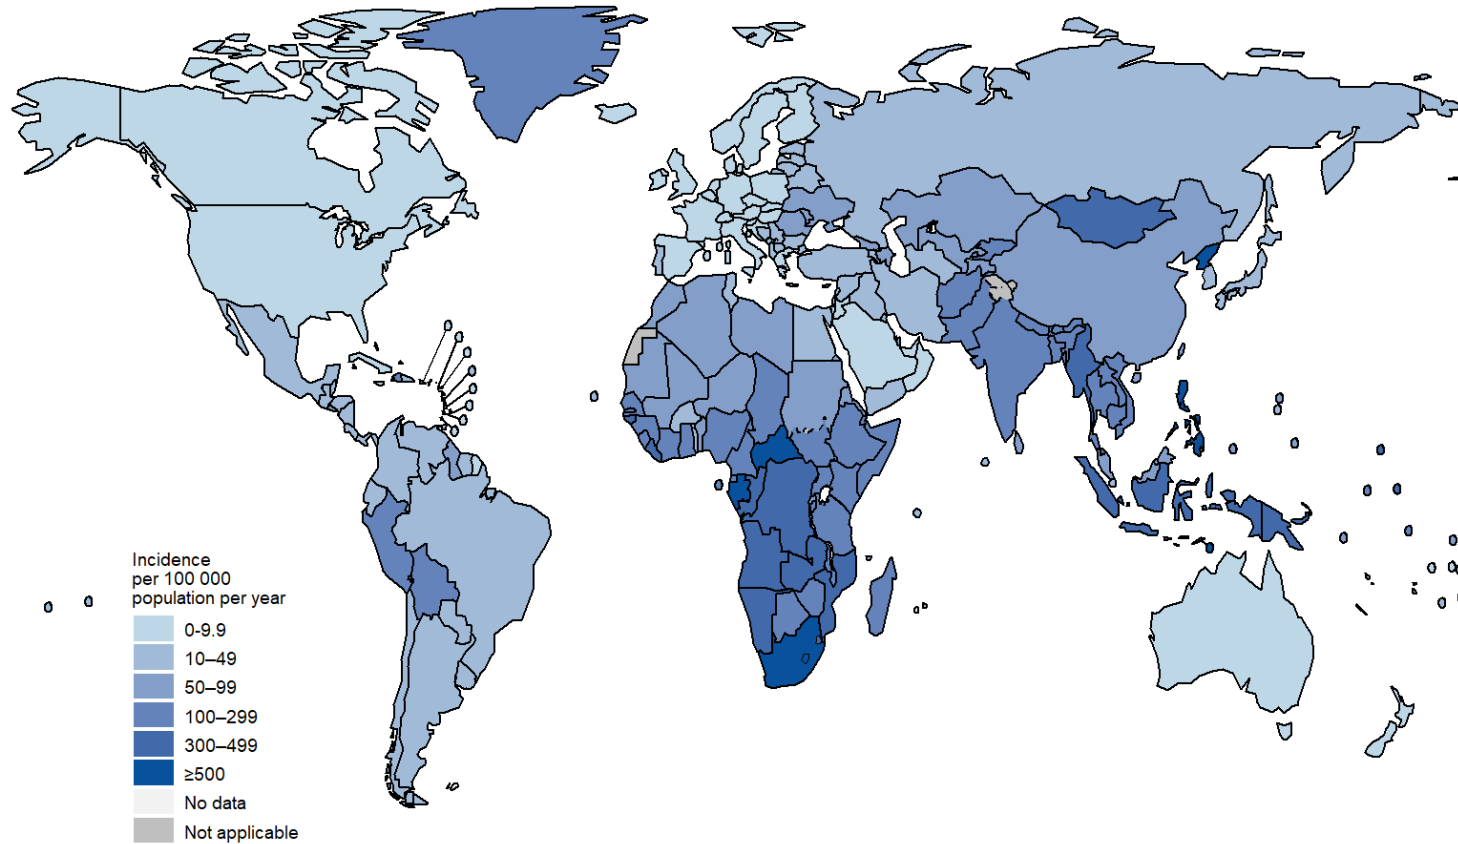 Incidence
per 100 000
population per year
0-9.9
10–49
50–99
100–299
300–499
≥500
No data
Not applicable